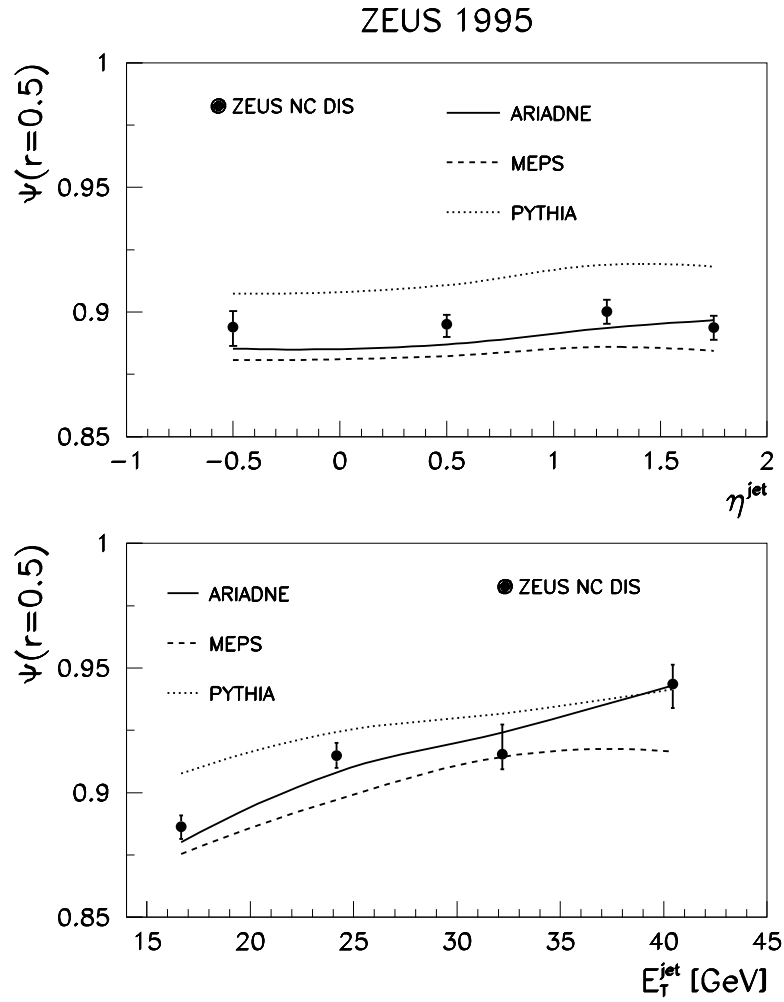 ZEUS 1995
ψ(r=0.5)
1
0.95
0.9
0.85
ZEUS NC DIS
ARIADNE
MEPS
PYTHIA
−1 −0.5 0 0.5 1 1.5 2
η^jet
ψ(r=0.5)
1
0.95
0.9
0.85
ARIADNE
MEPS
PYTHIA
ZEUS NC DIS
15 20 25 30 35 40 45
E_T^jet [GeV]